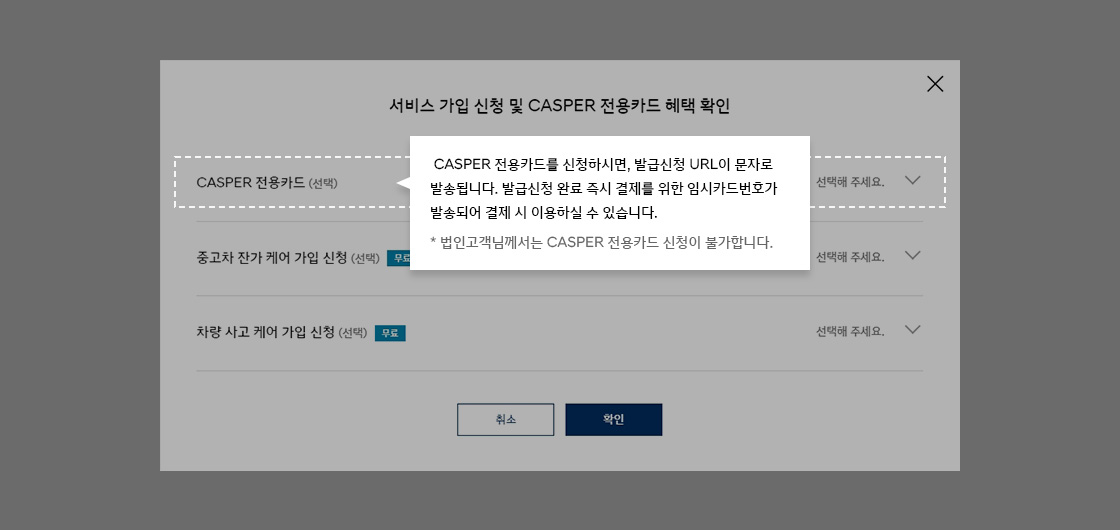 서비스 가입 신청 및 CASPER 전용카드 혜택 확인
CASPER 전용카드 (선택)
선택해 주세요.
CASPER 전용카드를 신청하시면, 발급신청 URL이 문자로
발송됩니다. 발급신청 완료 즉시 결제를 위한 임시카드번호가
발송되어 결제 시 이용하실 수 있습니다.
* 법인고객님께서는 CASPER 전용카드 신청이 불가합니다.
중고차 잔가 케어 가입 신청 (선택) 무료
선택해 주세요.
차량 사고 케어 가입 신청 (선택) 무료
선택해 주세요.
취소
확인